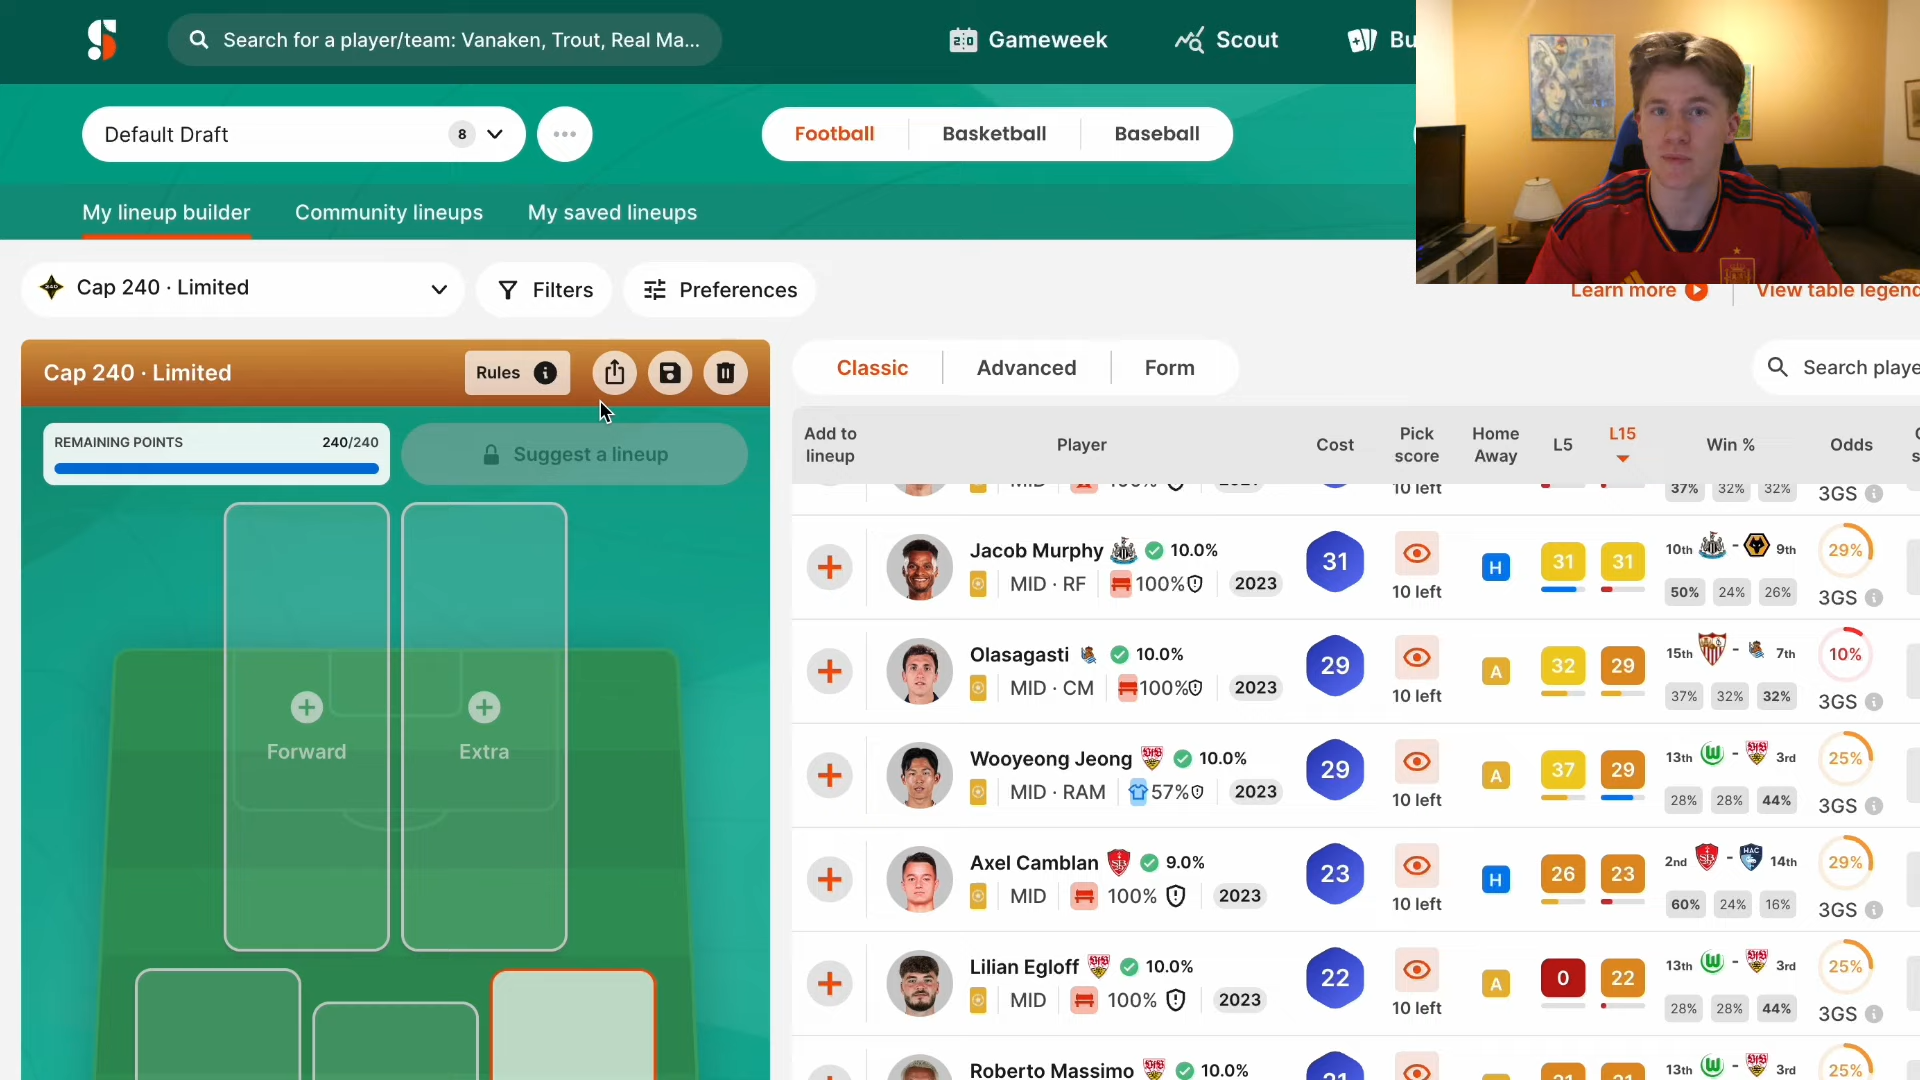 Search for a player/team: Vanaken, Trout, Real Ma...
Gameweek
Scout
Bu
Default Draft
8
Football
Basketball
Baseball
My lineup builder
Community lineups
My saved lineups
Cap 240 · Limited
Filters
Preferences
Learn more
View table legend
Cap 240 · Limited
Rules
REMAINING POINTS 240/240
Suggest a lineup
Forward
Extra
Classic
Advanced
Form
Search playe
Add to lineup
Player
Cost
Pick score
Home Away
L5
L15
Win %
Odds
10 left
37% 32% 32%
3GS
Jacob Murphy 10.0%
MID · RF 100% 2023
31
10 left
H
31
31
10th - 9th
50% 24% 26%
29%
3GS
Olasagasti 10.0%
MID · CM 100% 2023
29
10 left
A
32
29
15th - 7th
37% 32% 32%
10%
3GS
Wooyeong Jeong 10.0%
MID · RAM 57% 2023
29
10 left
A
37
29
13th - 3rd
28% 28% 44%
25%
3GS
Axel Camblan 9.0%
MID 100% 2023
23
10 left
H
26
23
2nd - 14th
60% 24% 16%
29%
3GS
Lilian Egloff 10.0%
MID 100% 2023
22
10 left
A
0
22
13th - 3rd
28% 28% 44%
25%
3GS
Roberto Massimo 10.0%
13th - 3rd
25%